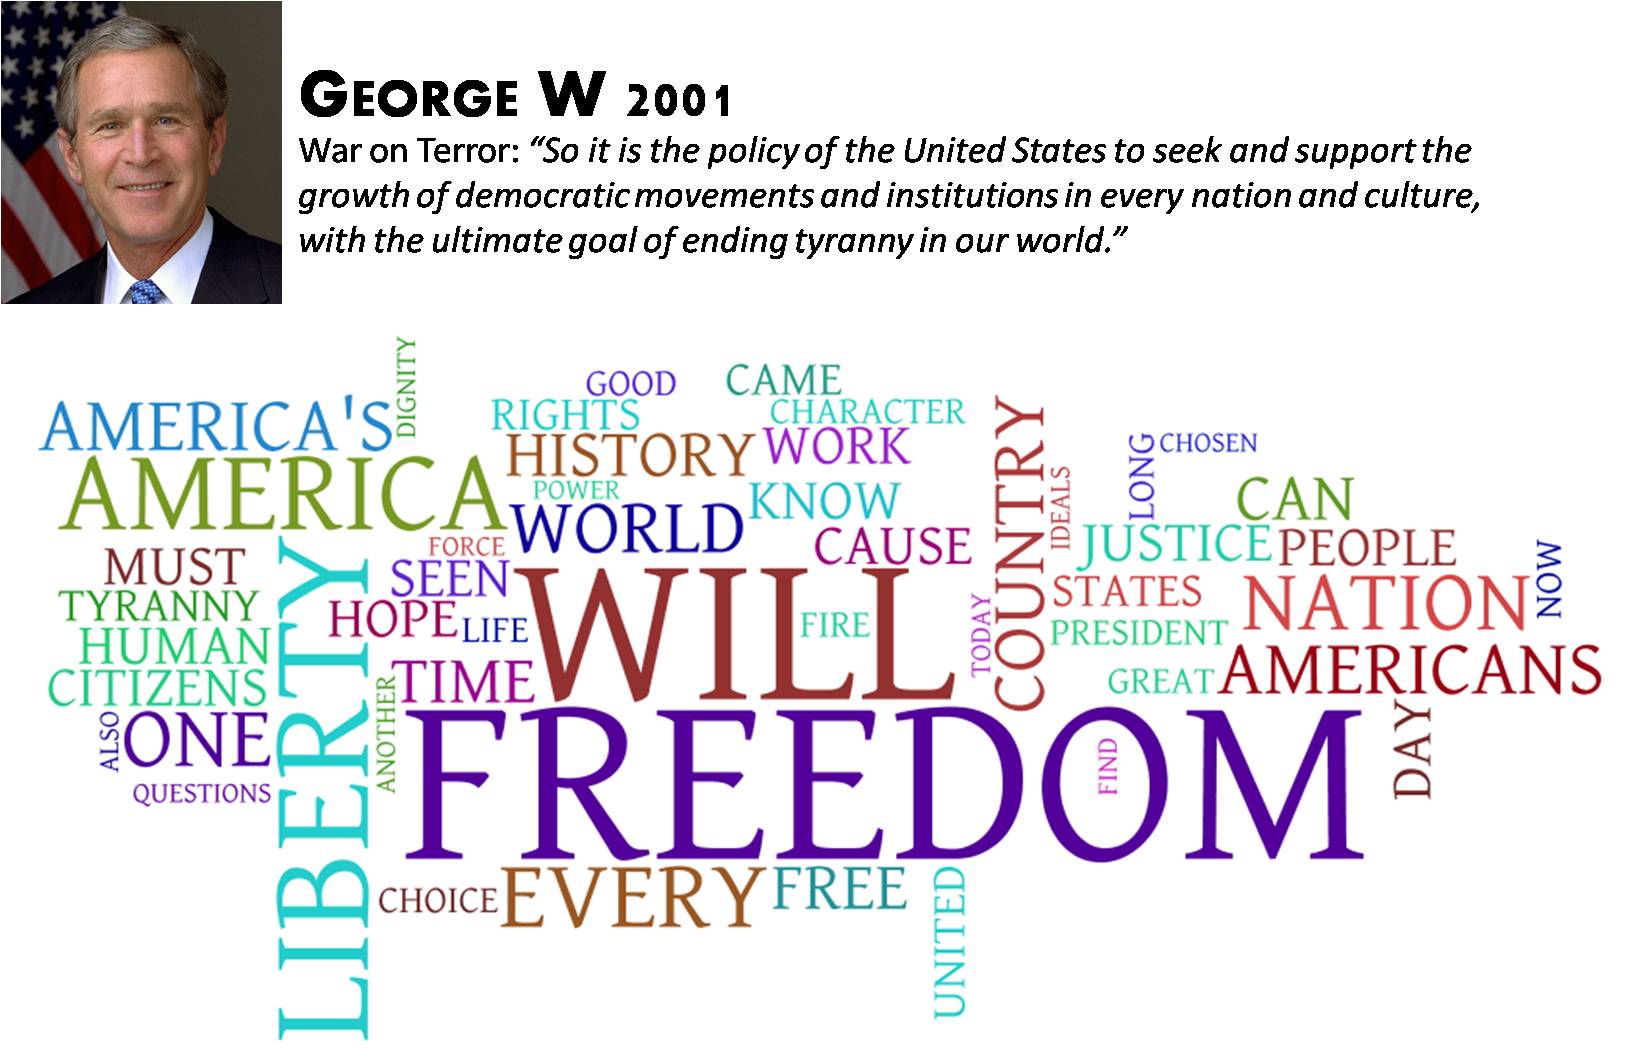 GEORGE W 2001
War on Terror: “So it is the policy of the United States to seek and support the
growth of democratic movements and institutions in every nation and culture,
with the ultimate goal of ending tyranny in our world.”
DIGNITY
GOOD
CAME
AMERICA'S
RIGHTS
CHARACTER
HISTORY
WORK
COUNTRY
LONG
CHOSEN
AMERICA
POWER
KNOW
IDEALS
CAN
WORLD
MUST
FORCE
CAUSE
JUSTICE
PEOPLE
TYRANNY
SEEN
WILL
STATES
NATION
NOW
HUMAN
LIBERTY
HOPE
LIFE
FIRE
TODAY
PRESIDENT
CITIZENS
TIME
GREAT
AMERICANS
ALSO
ONE
ANOTHER
FREEDOM
FIND
DAY
QUESTIONS
CHOICE
EVERY
FREE
UNITED